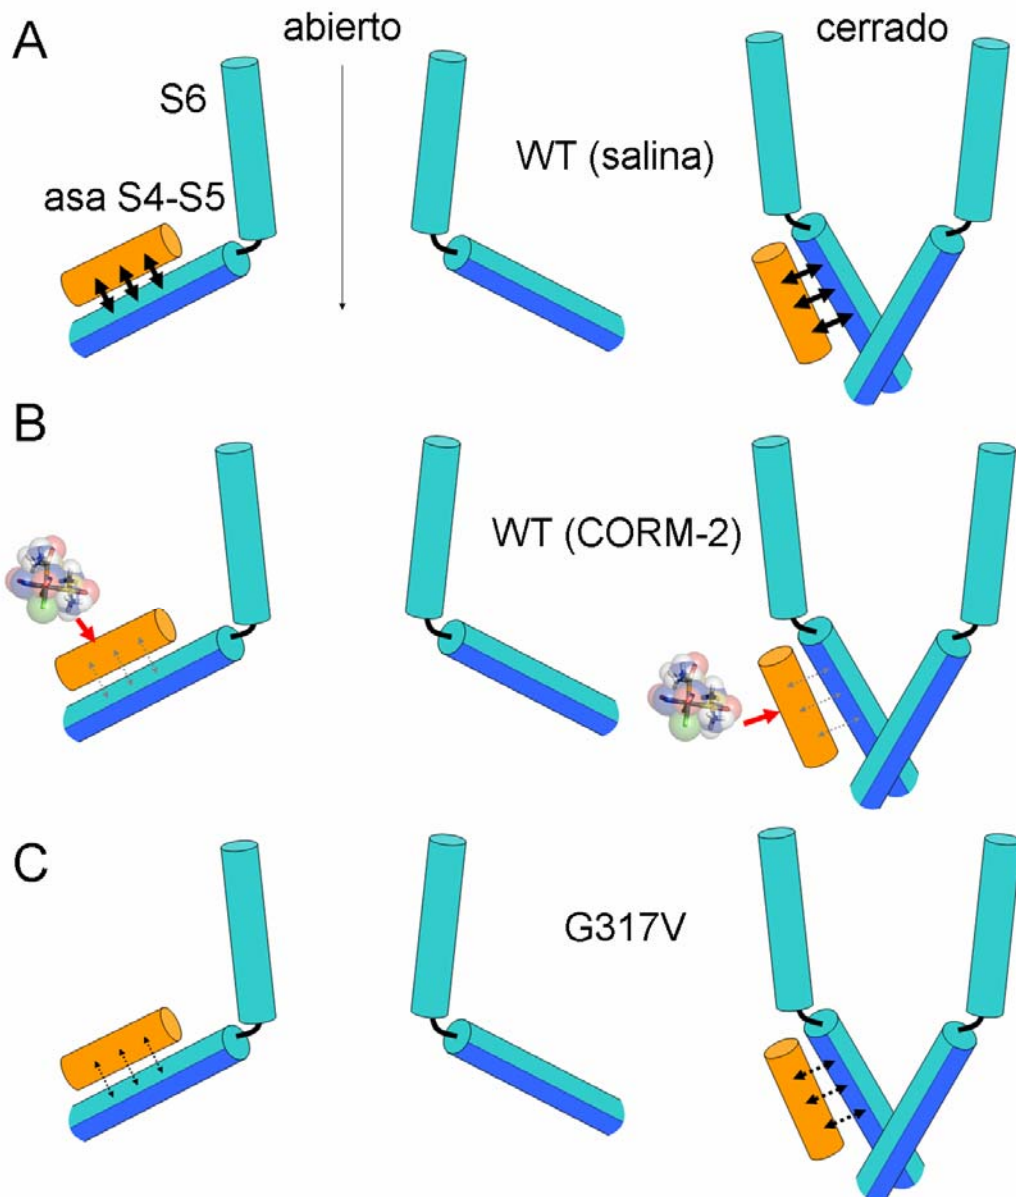 A
abierto
cerrado
S6
WT (salina)
asa S4-S5
B
WT (CORM-2)
C
G317V